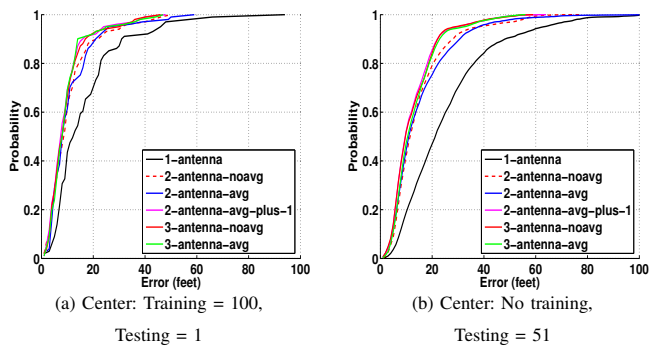 1
0.8
0.6
0.4
0.2
0
Probability
1-antenna
2-antenna-noavg
2-antenna-avg
2-antenna-avg-plus-1
3-antenna-noavg
3-antenna-avg
0 20 40 60 80 100
Error (feet)
(a) Center: Training = 100,
Testing = 1
1
0.8
0.6
0.4
0.2
0
Probability
1-antenna
2-antenna-noavg
2-antenna-avg
2-antenna-avg-plus-1
3-antenna-noavg
3-antenna-avg
0 20 40 60 80 100
Error (feet)
(b) Center: No training,
Testing = 51